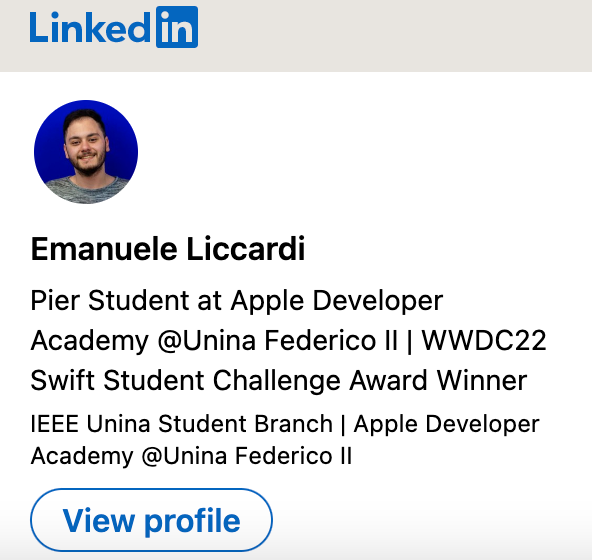 LinkedIn
Emanuele Liccardi
Pier Student at Apple Developer
Academy @Unina Federico II | WWDC22
Swift Student Challenge Award Winner
IEEE Unina Student Branch | Apple Developer
Academy @Unina Federico II
View profile